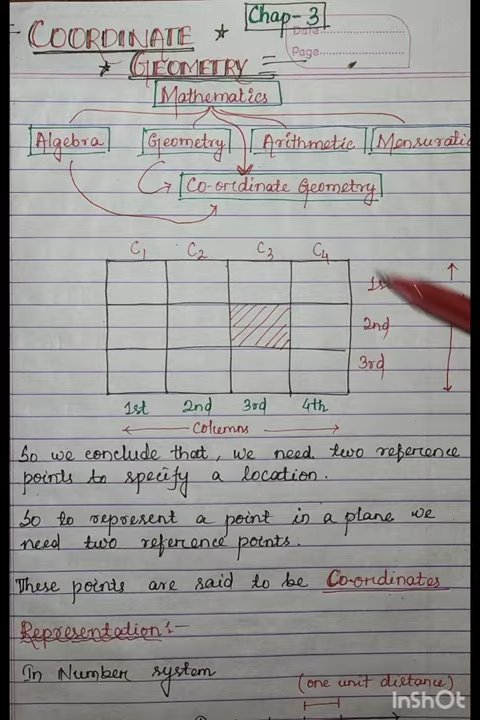 Chap-3
COORDINATE
GEOMETRY
Date
Page
Mathematics
Algebra Geometry Arithmetic Mensuratio
Co-ordinate Geometry
C1 C2 C3 C4
1st
2nd
3rd
1st 2nd 3rd 4th
Columns
So we conclude that, we need two reference
points to specify a location.
So to represent a point in a plane we
need two reference points.
These points are said to be Co-ordinates
Representation:-
In Number system
(one unit distance)
InShOt